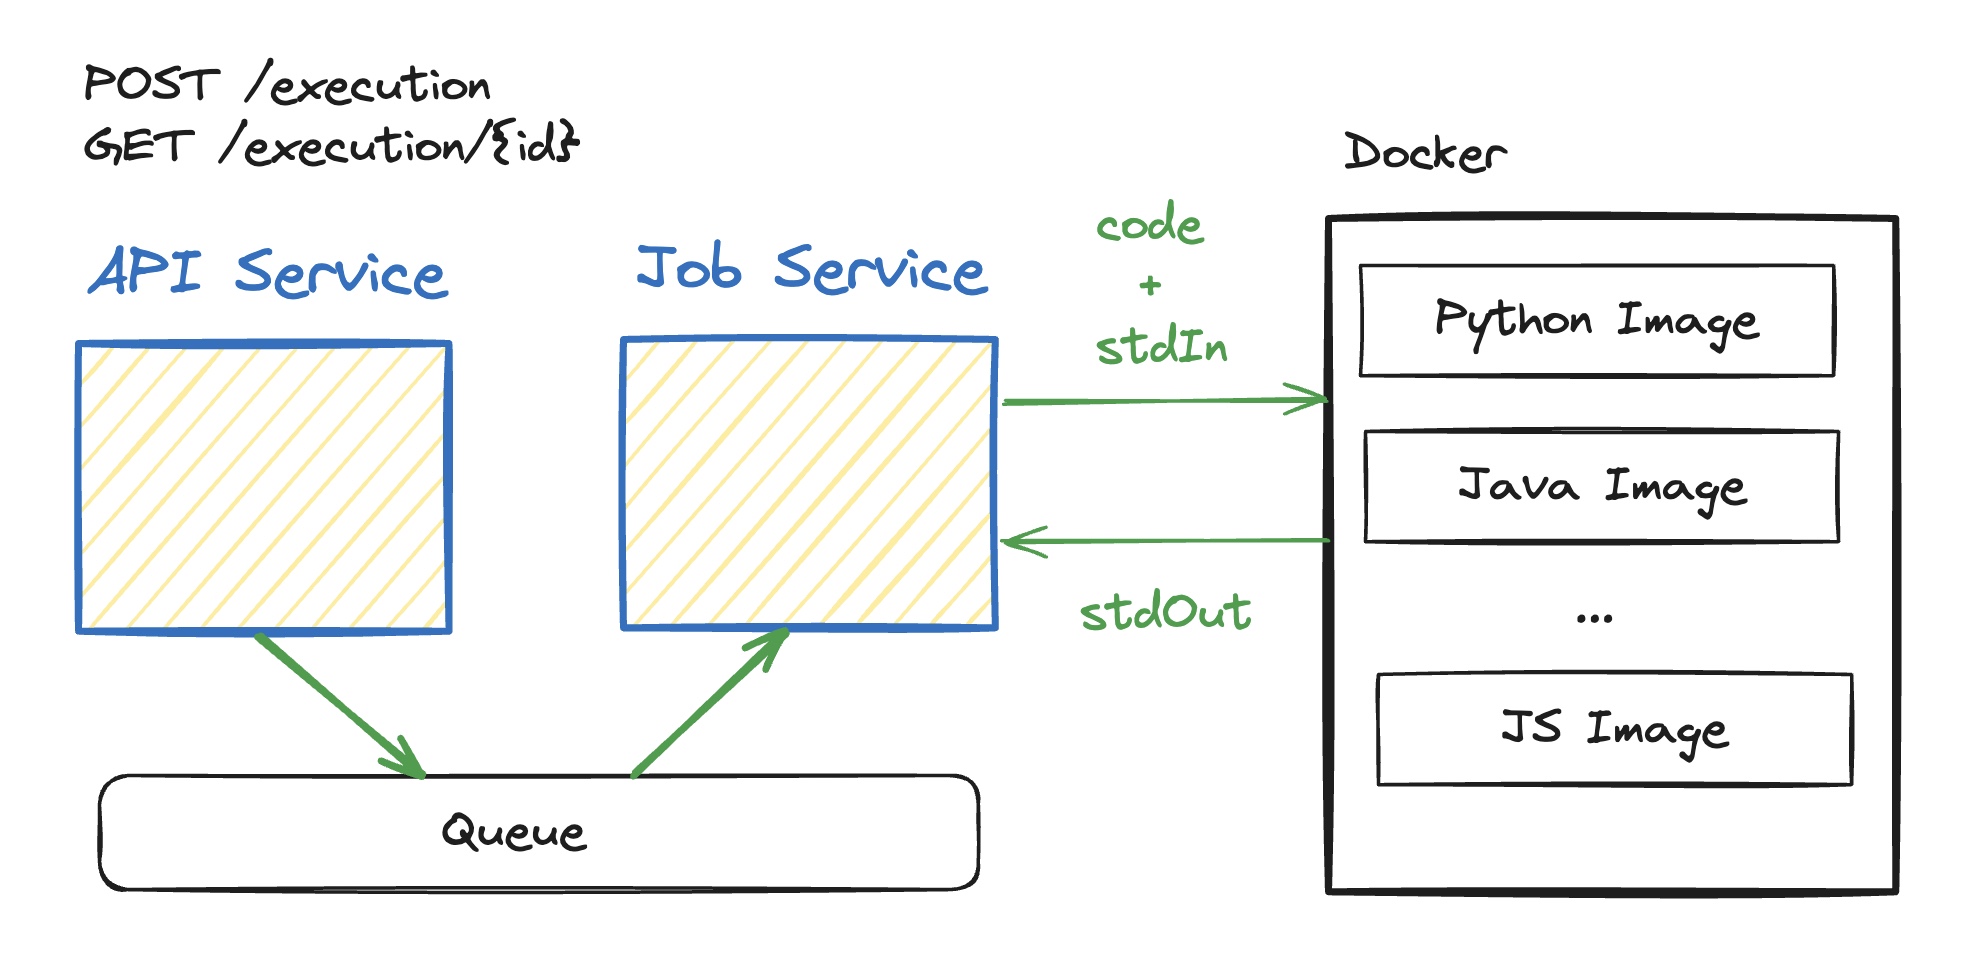 POST /execution
GET /execution/{id}
API Service
Job Service
code
+
stdIn
stdOut
Queue
Docker
Python Image
Java Image
...
JS Image